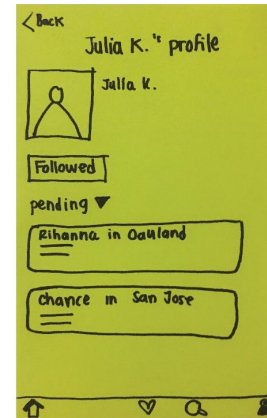 < Back
Julia K.'s profile
Julia K.
Followed
pending ▼
Rihanna in Oakland
Chance in San Jose